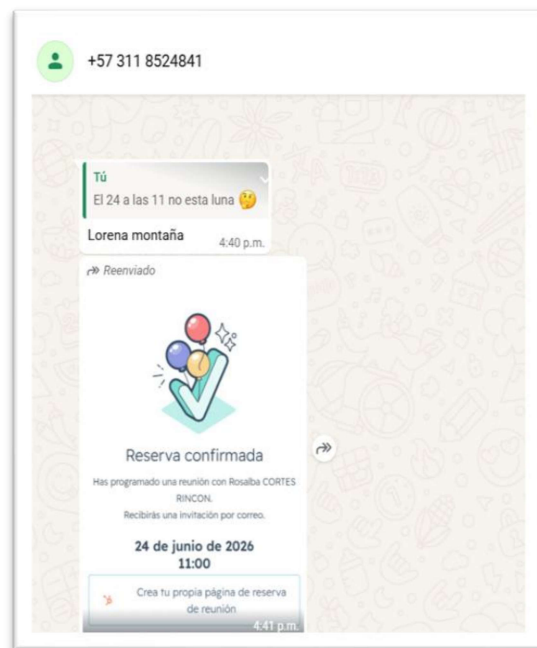 +57 311 8524841
Tú
El 24 a las 11 no esta luna 🤔
Lorena montaña
4:40 p.m.
Reenviado
Reserva confirmada
Has programado una reunión con Rosalba CORTES
RINCON.
Recibirás una invitación por correo.
24 de junio de 2026
11:00
Crea tu propia página de reserva
de reunión
4:41 p.m.